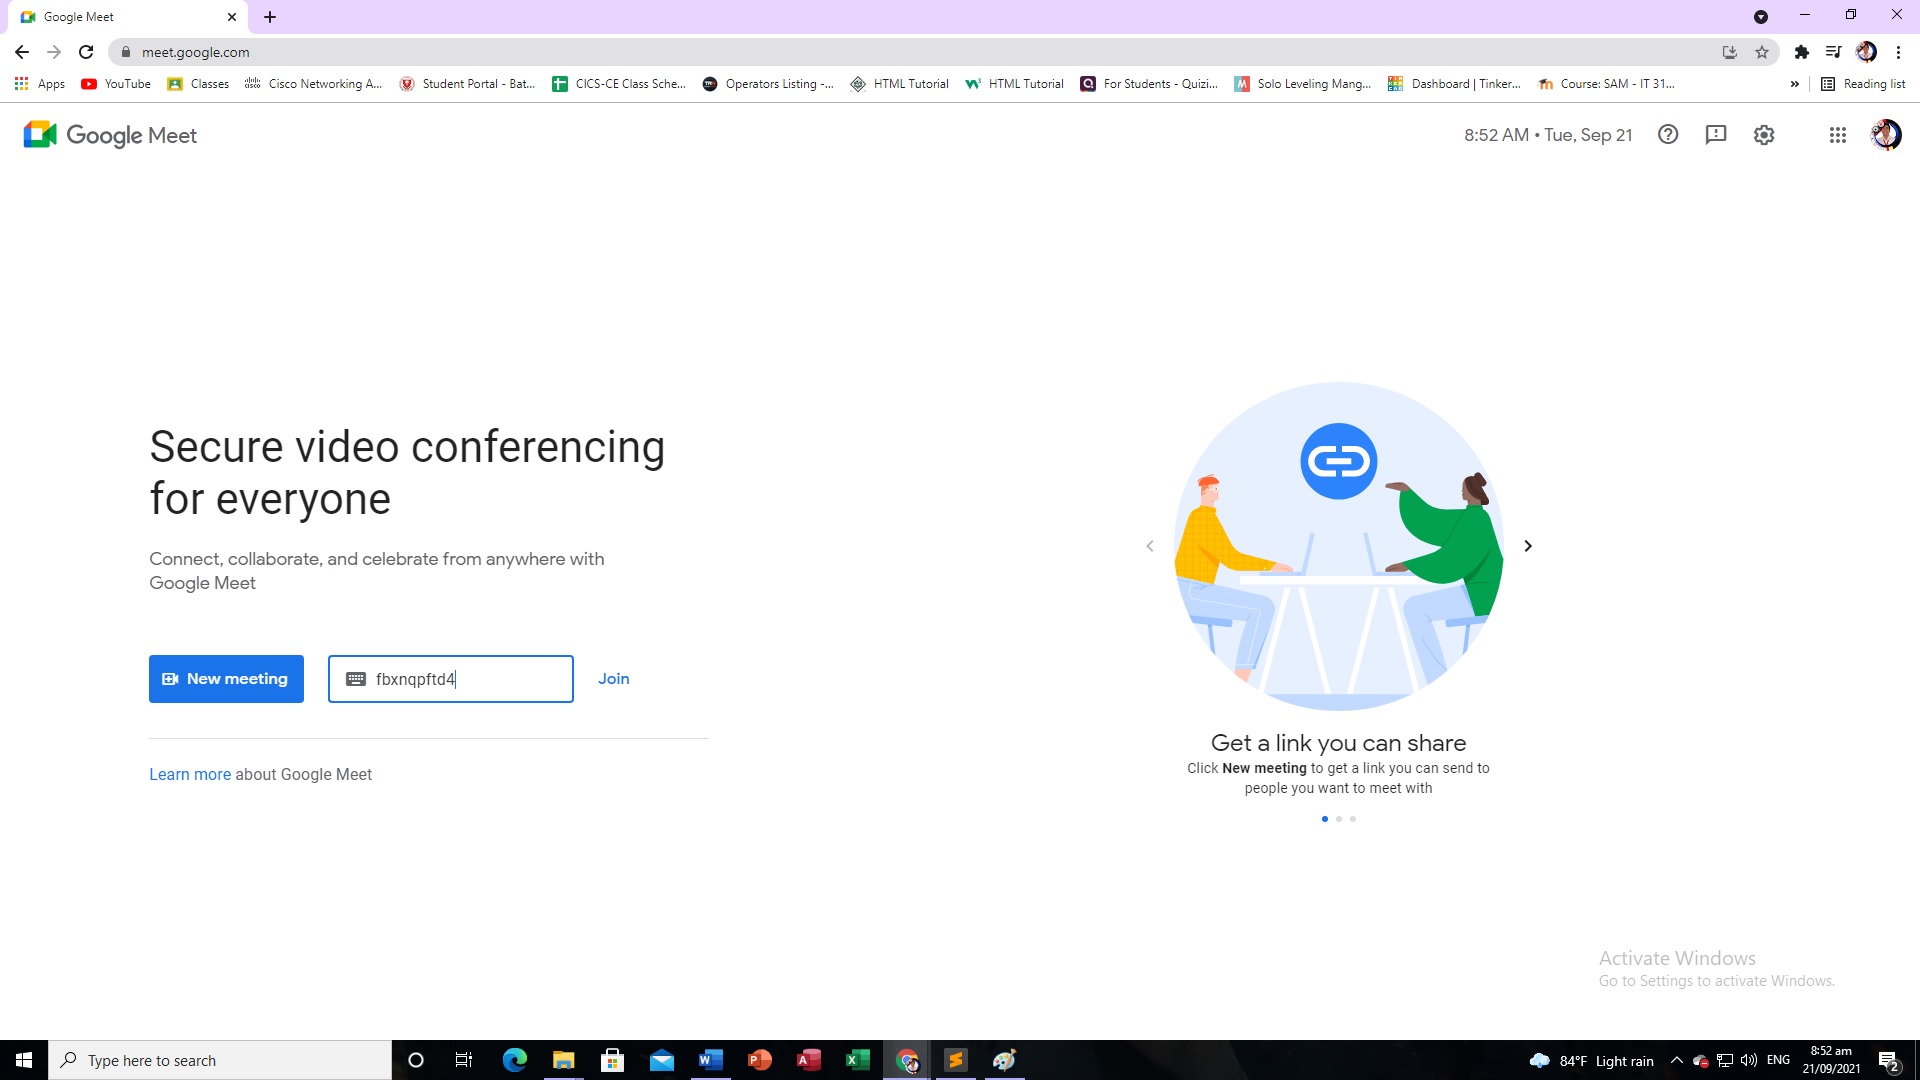 Google Meet
meet.google.com
Apps
YouTube
Classes
Cisco Networking A...
Student Portal - Bat...
CICS-CE Class Sche...
Operators Listing -...
HTML Tutorial
HTML Tutorial
For Students - Quizi...
Solo Leveling Mang...
Dashboard | Tinker...
Course: SAM - IT 31...
»
Reading list
Google Meet
8:52 AM • Tue, Sep 21
Secure video conferencing
for everyone
Connect, collaborate, and celebrate from anywhere with
Google Meet
New meeting
fbxnqpftd4
Join
Learn more about Google Meet
Get a link you can share
Click New meeting to get a link you can send to
people you want to meet with
Activate Windows
Go to Settings to activate Windows.
Type here to search
84°F Light rain
ENG
8:52 am
21/09/2021
2